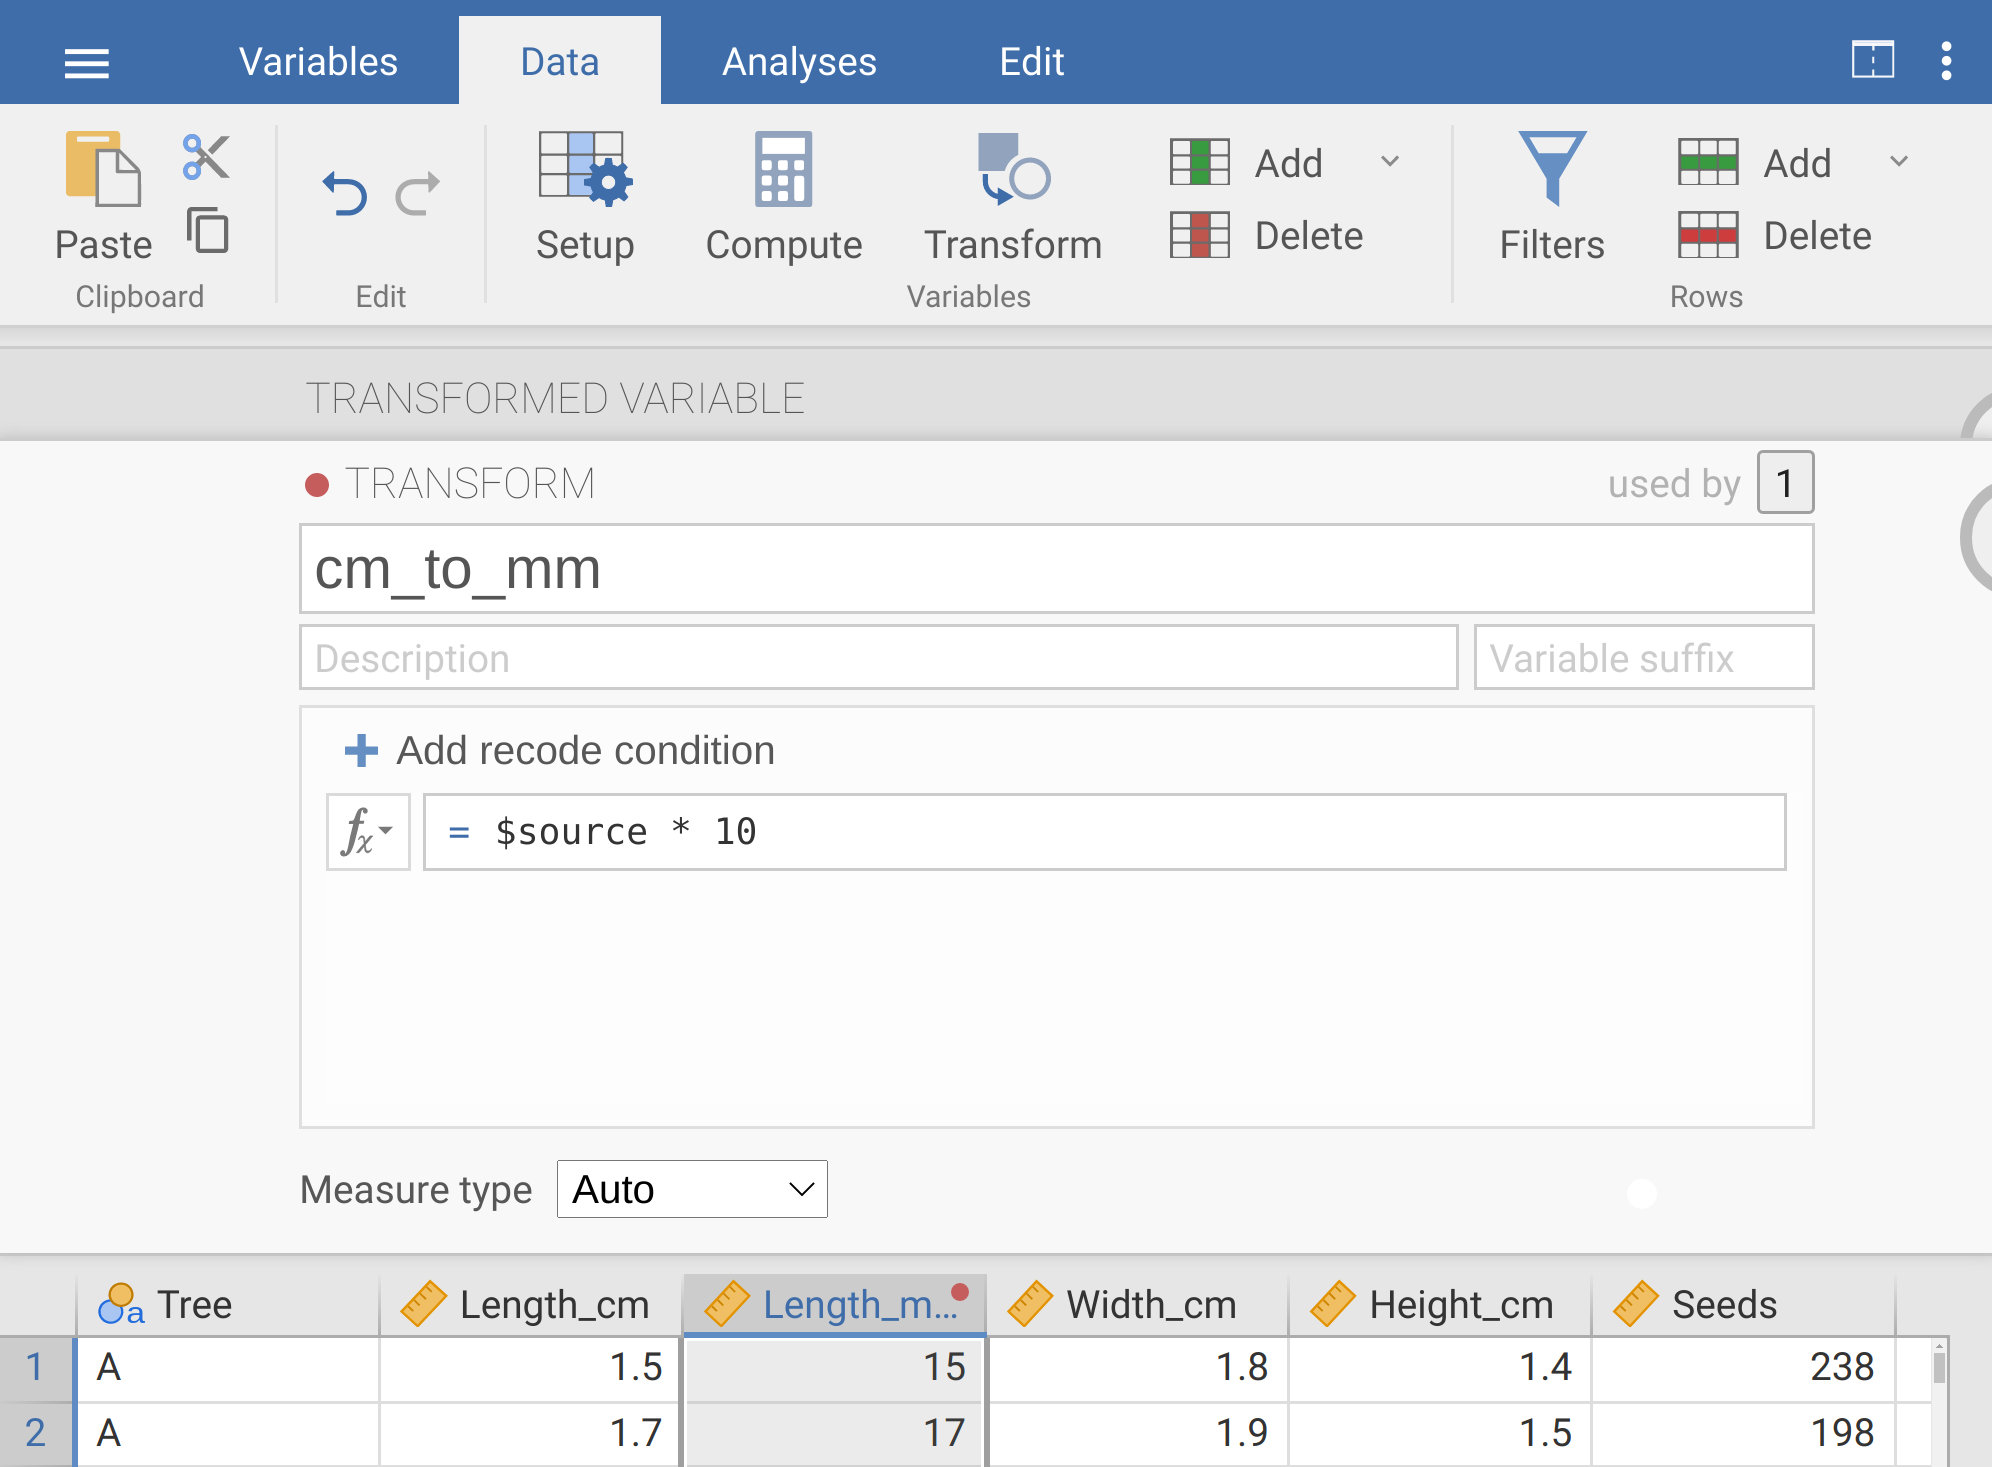 Variables Data Analyses Edit
Paste Setup Compute Transform Add Filters Add
Delete Delete
Clipboard Edit Variables Rows
TRANSFORMED VARIABLE
TRANSFORM used by 1
cm_to_mm
Description Variable suffix
Add recode condition
fx = $source * 10
Measure type Auto
a Tree Length_cm Length_m... Width_cm Height_cm Seeds
1 A 1.5 15 1.8 1.4 238
2 A 1.7 17 1.9 1.5 198